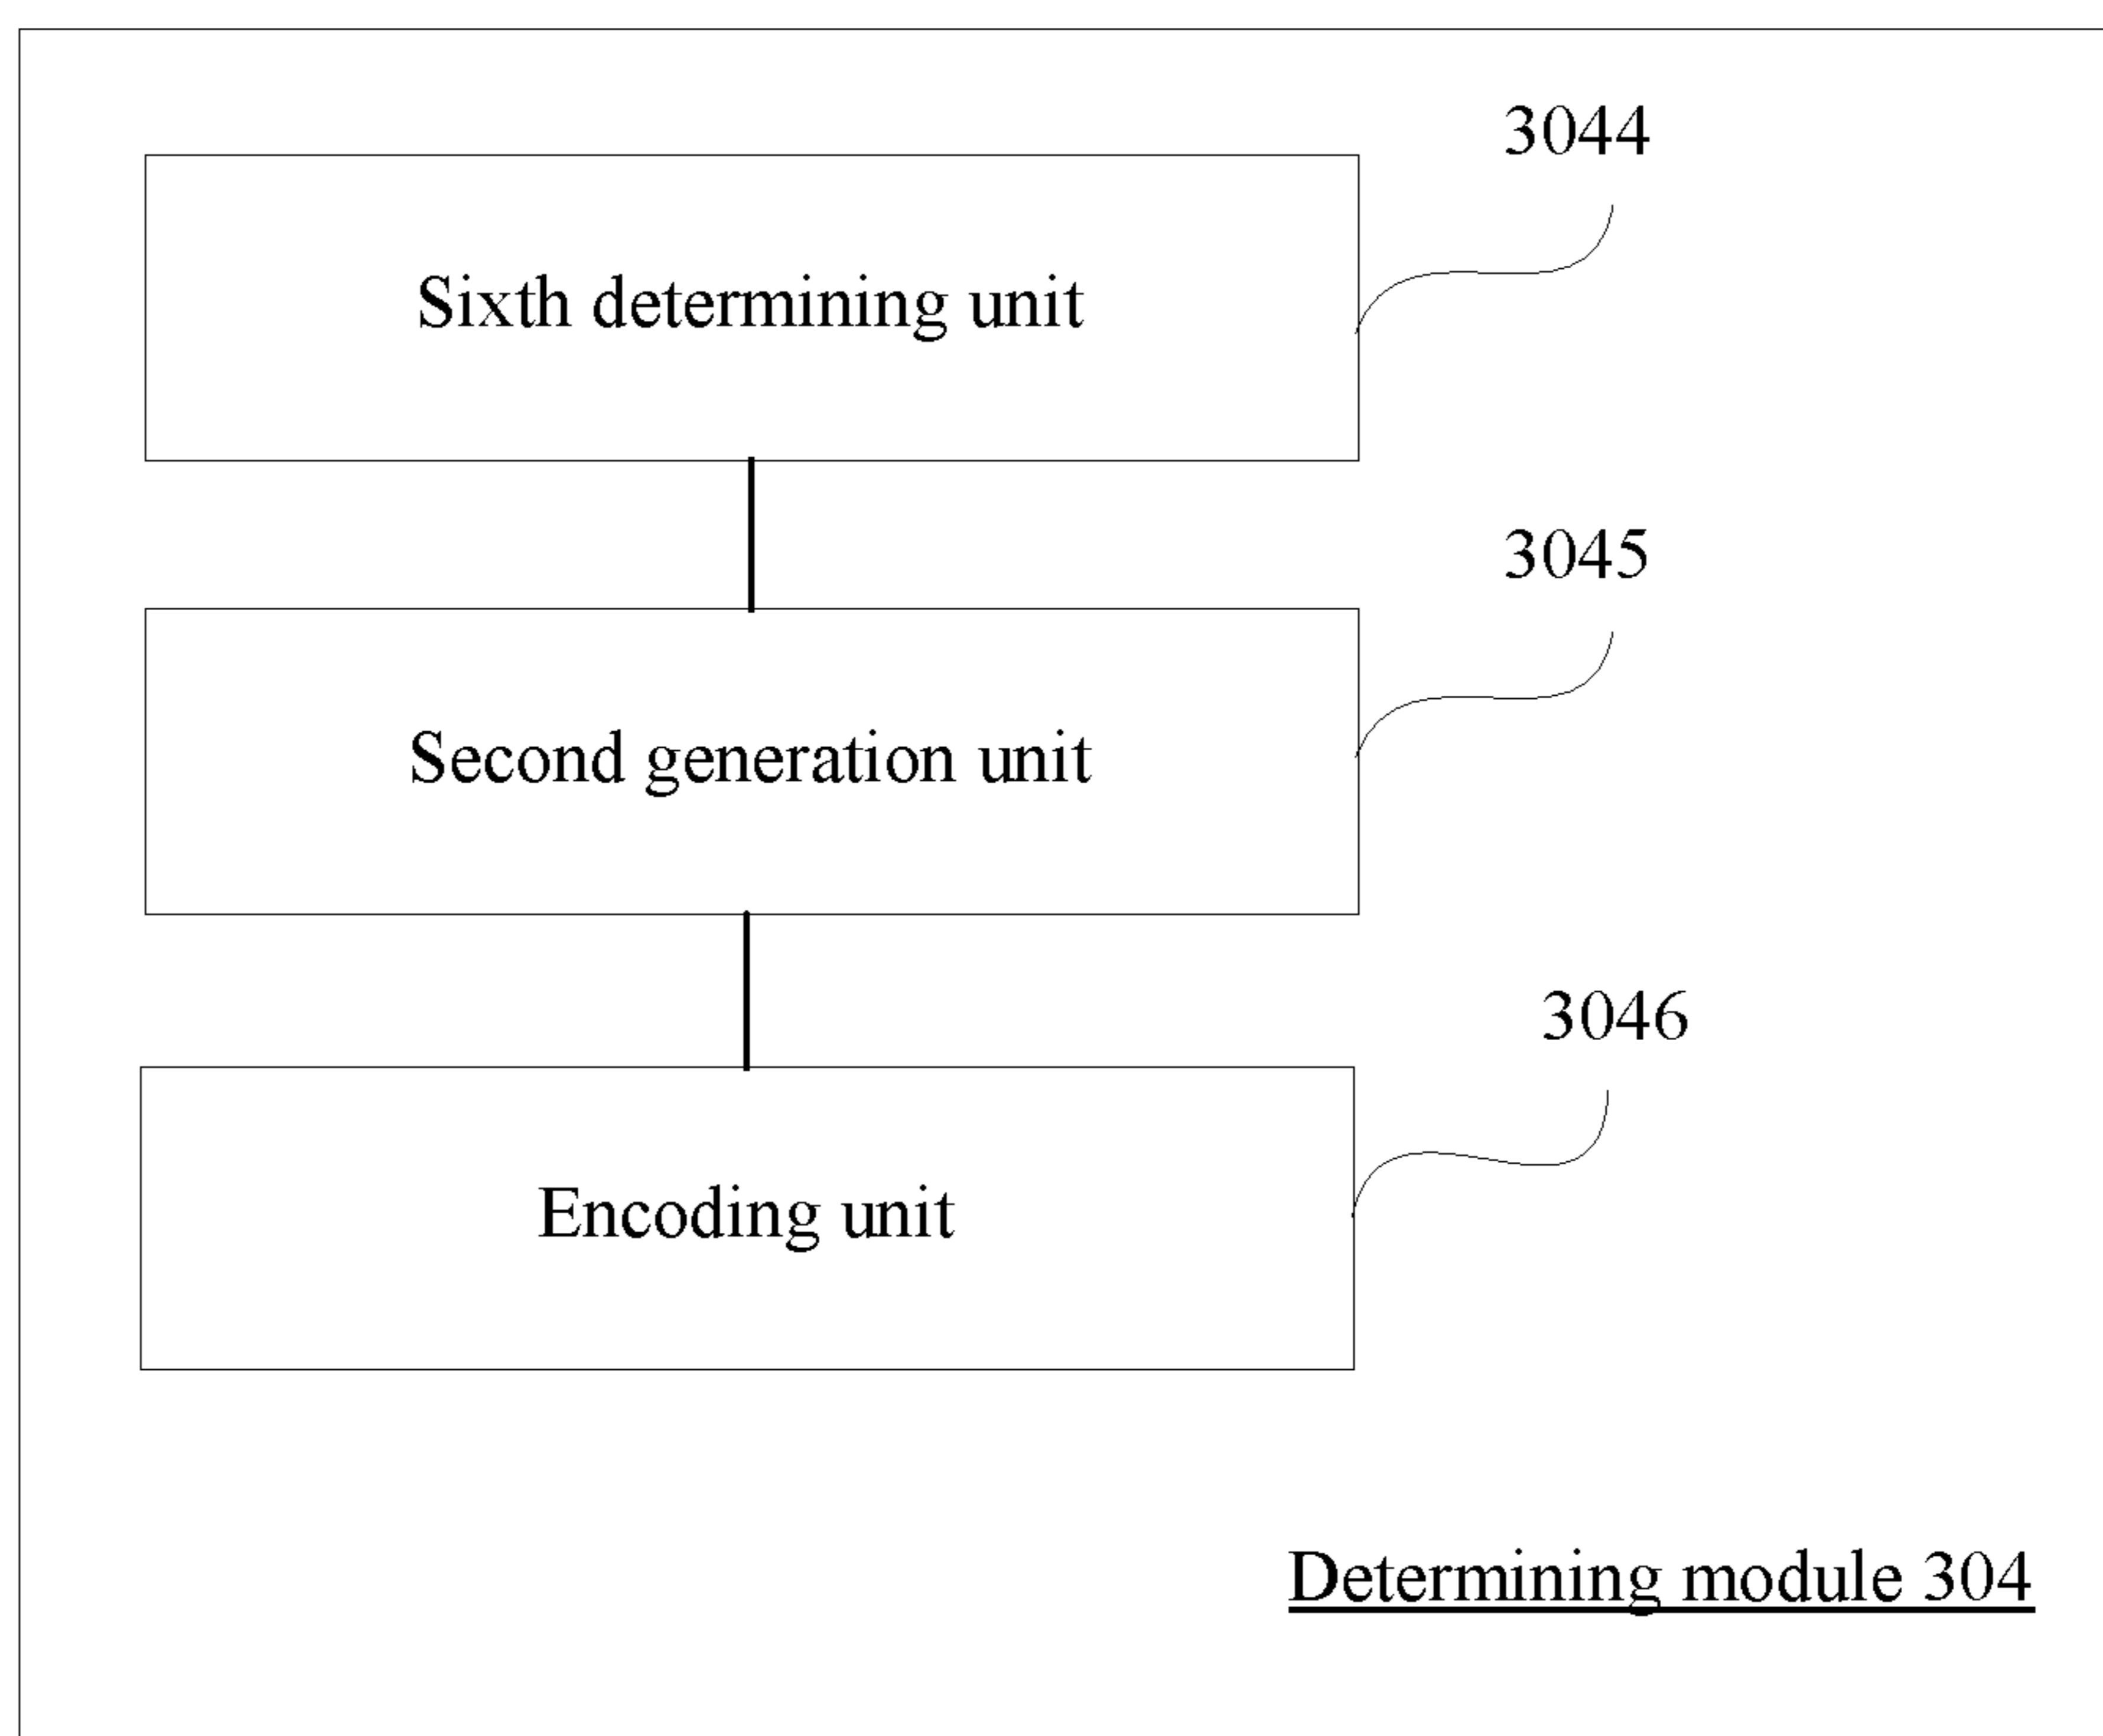 3044
Sixth determining unit
3045
Second generation unit
3046
Encoding unit
Determining module 304